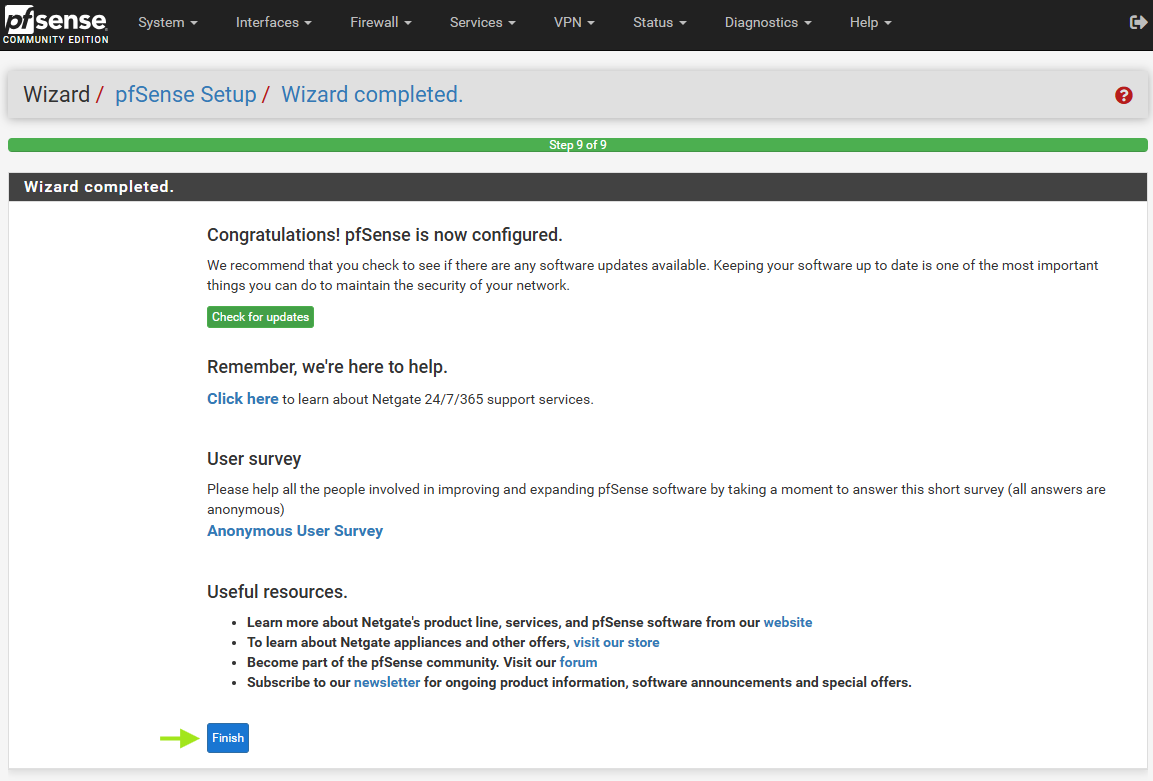 pfsense
COMMUNITY EDITION
System
Interfaces
Firewall
Services
VPN
Status
Diagnostics
Help
Wizard / pfSense Setup / Wizard completed.
?
Step 9 of 9
Wizard completed.
Congratulations! pfSense is now configured.
We recommend that you check to see if there are any software updates available. Keeping your software up to date is one of the most important
things you can do to maintain the security of your network.
Check for updates
Remember, we're here to help.
Click here to learn about Netgate 24/7/365 support services.
User survey
Please help all the people involved in improving and expanding pfSense software by taking a moment to answer this short survey (all answers are
anonymous)
Anonymous User Survey
Useful resources.
• Learn more about Netgate's product line, services, and pfSense software from our website
• To learn about Netgate appliances and other offers, visit our store
• Become part of the pfSense community. Visit our forum
• Subscribe to our newsletter for ongoing product information, software announcements and special offers.
Finish